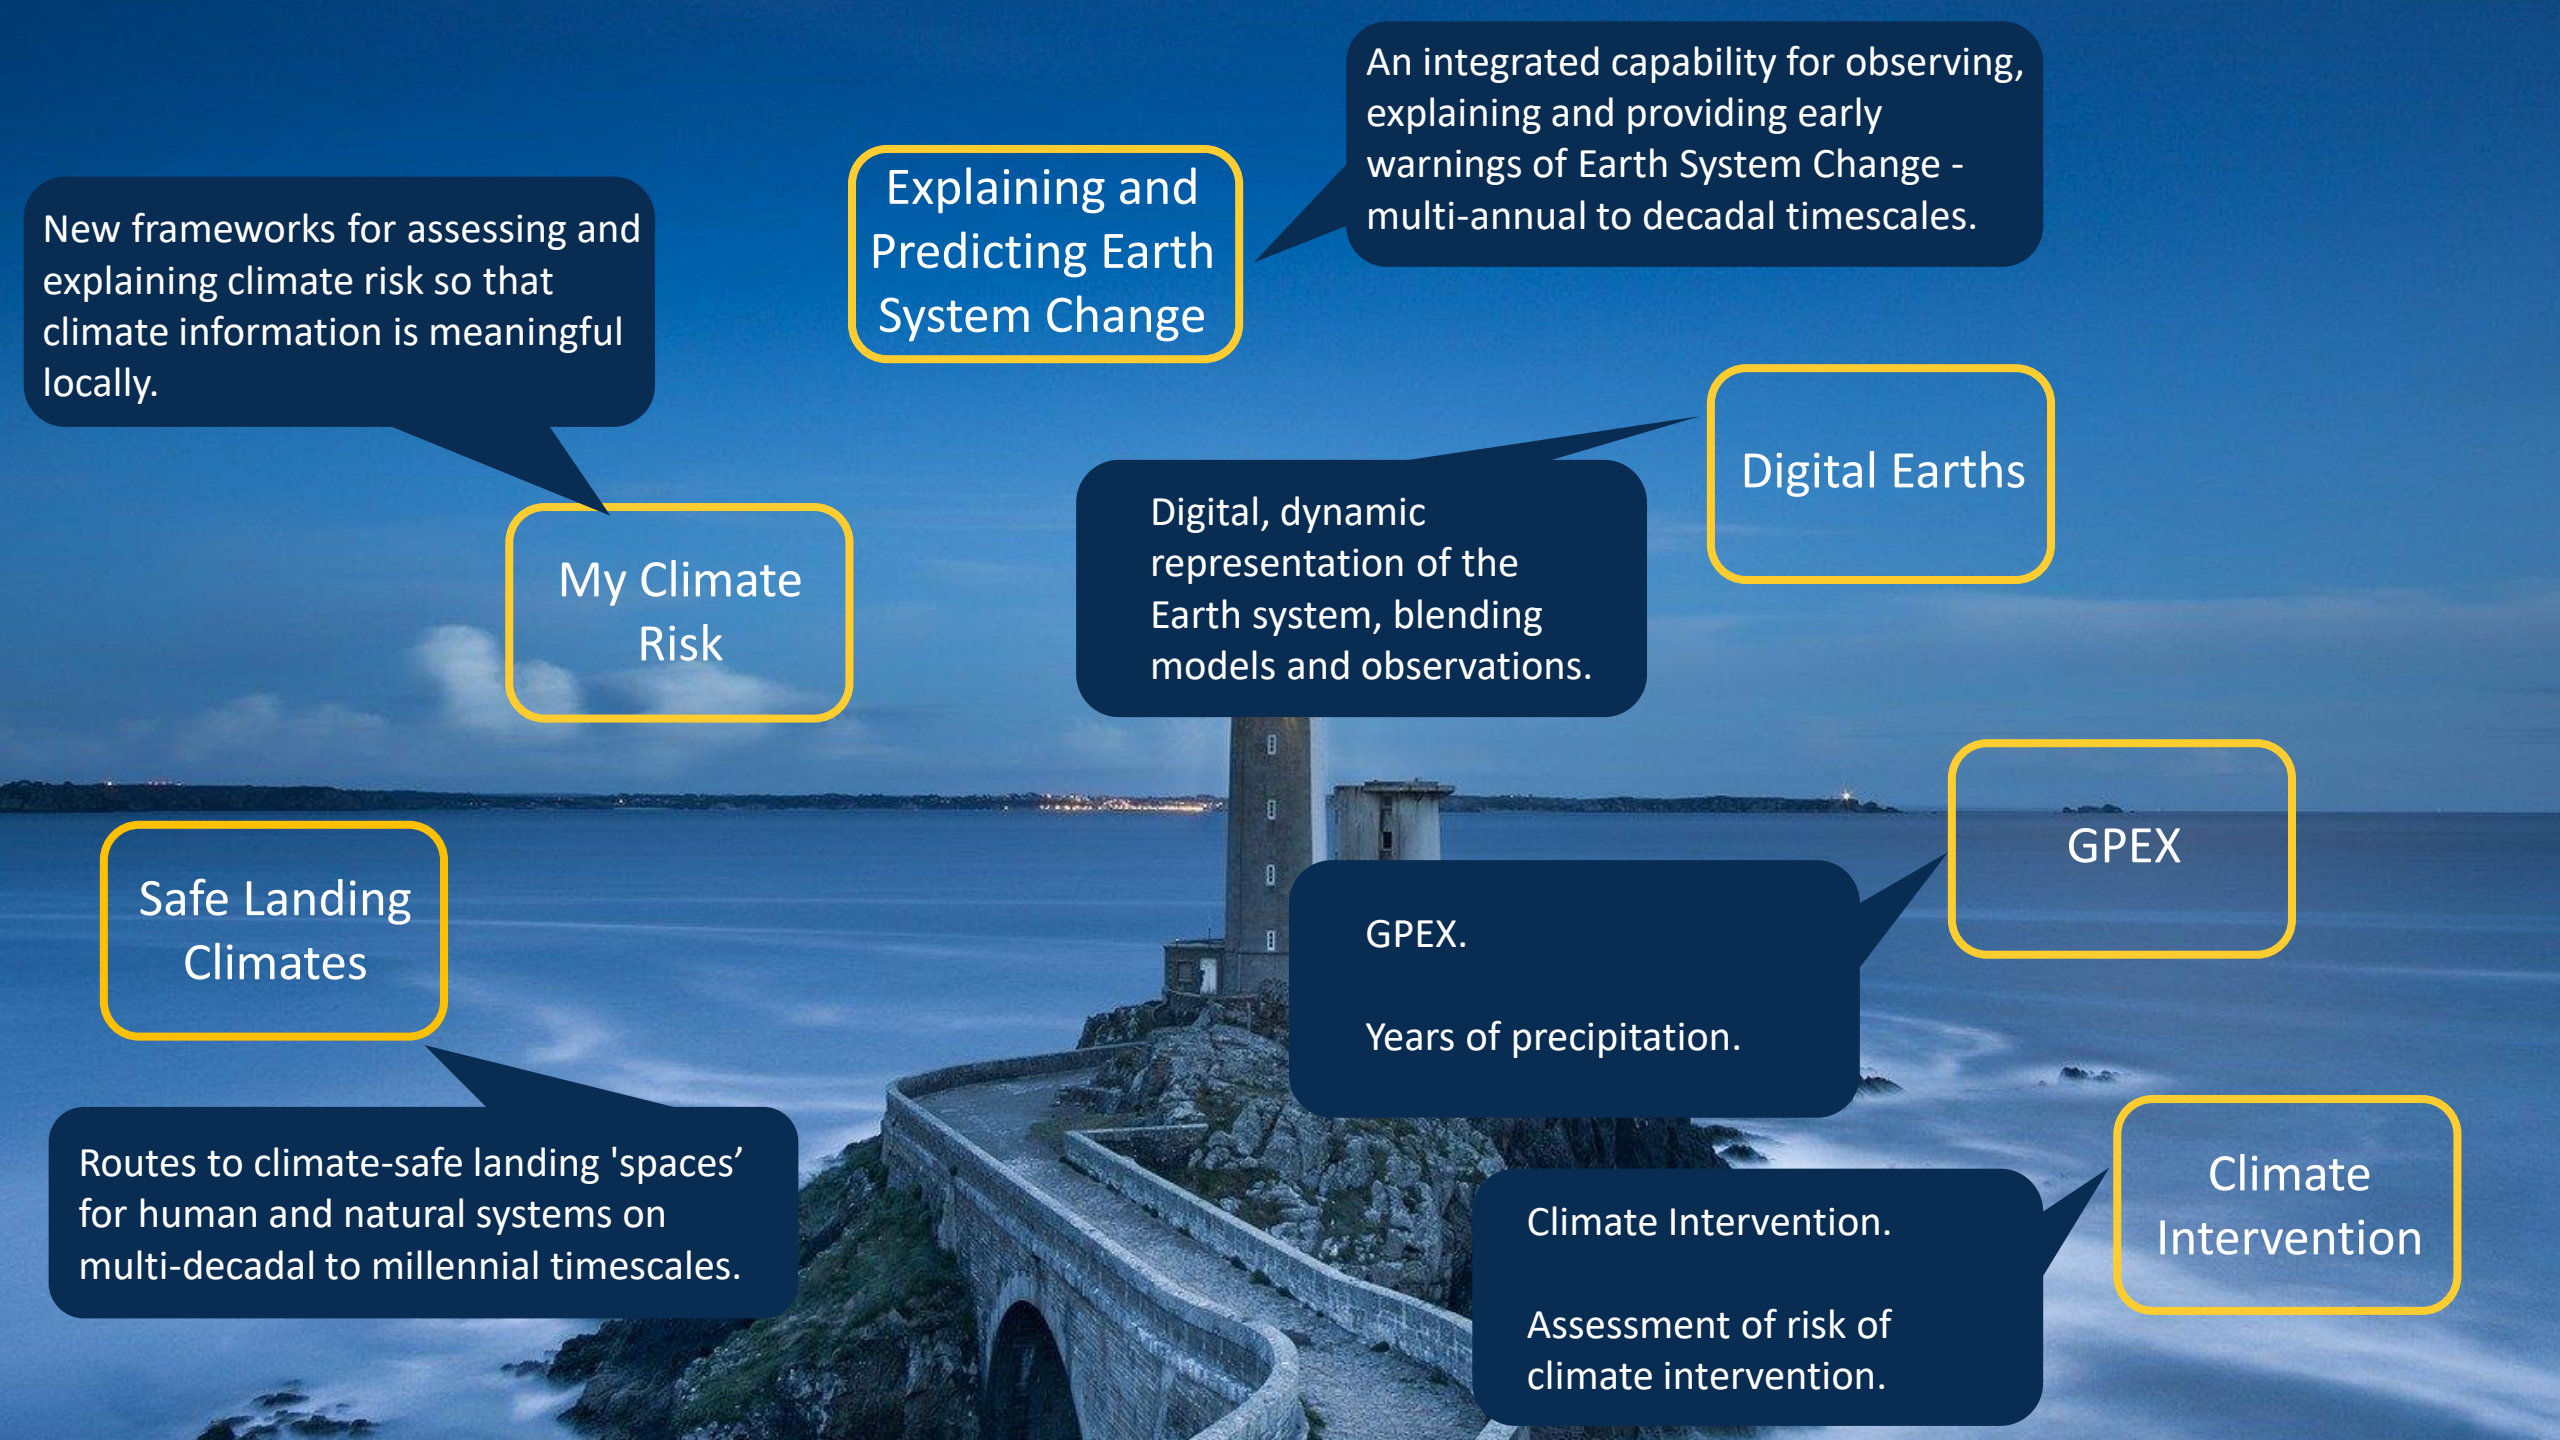 An integrated capability for observing,
explaining and providing early
warnings of Earth System Change -
multi-annual to decadal timescales.
Explaining and
Predicting Earth
System Change
New frameworks for assessing and
explaining climate risk so that
climate information is meaningful
locally.
Digital Earths
Digital, dynamic
representation of the
Earth system, blending
models and observations.
My Climate
Risk
GPEX
Safe Landing
Climates
GPEX.
Years of precipitation.
Routes to climate-safe landing 'spaces’
for human and natural systems on
multi-decadal to millennial timescales.
Climate
Intervention
Climate Intervention.
Assessment of risk of
climate intervention.